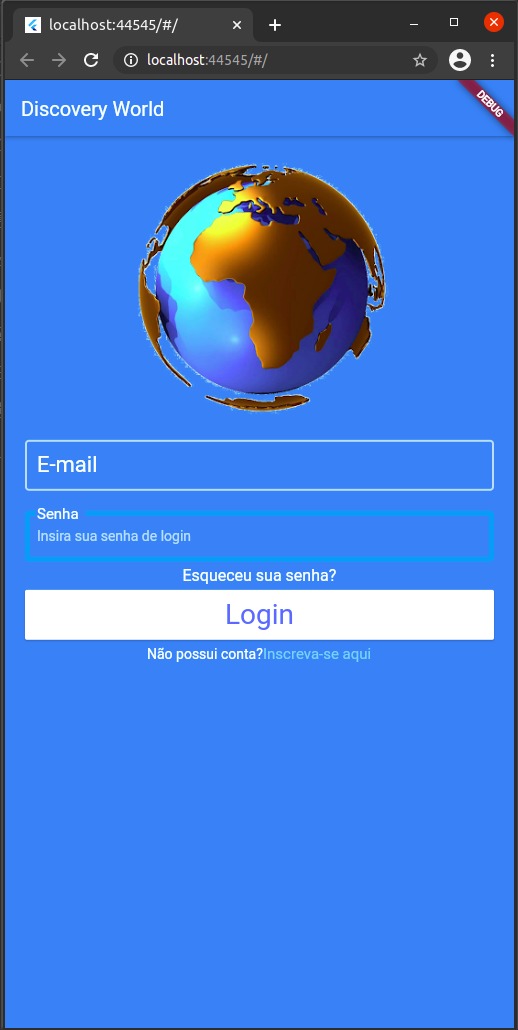 localhost:44545/#/
localhost:44545/#/
Discovery World
DEBUG
E-mail
Senha
Insira sua senha de login
Esqueceu sua senha?
Login
Não possui conta?Inscreva-se aqui